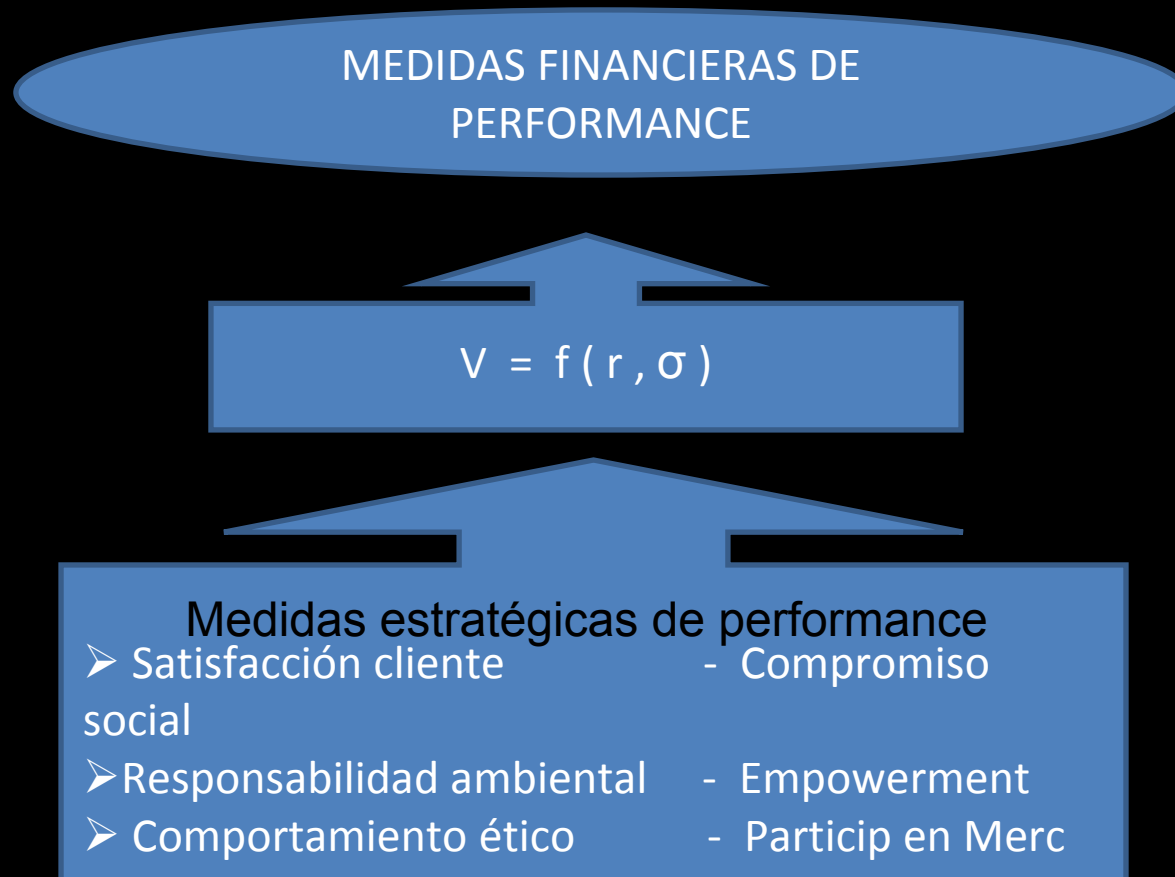 MEDIDAS FINANCIERAS DE
PERFORMANCE
V = f ( r , σ )
Medidas estratégicas de performance
➢ Satisfacción cliente - Compromiso
social
➢Responsabilidad ambiental - Empowerment
➢ Comportamiento ético - Particip en Merc